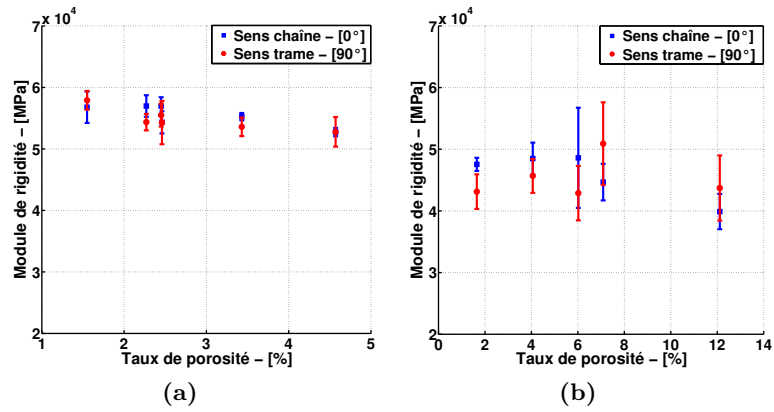 x 10⁴
Sens chaîne – [0°]
Sens trame – [90°]
7
6
5
4
3
2
Module de rigidité – [MPa]
1 2 3 4 5
Taux de porosité – [%]
(a)
x 10⁴
Sens chaîne – [0°]
Sens trame – [90°]
7
6
5
4
3
2
Module de rigidité – [MPa]
0 2 4 6 8 10 12 14
Taux de porosité – [%]
(b)